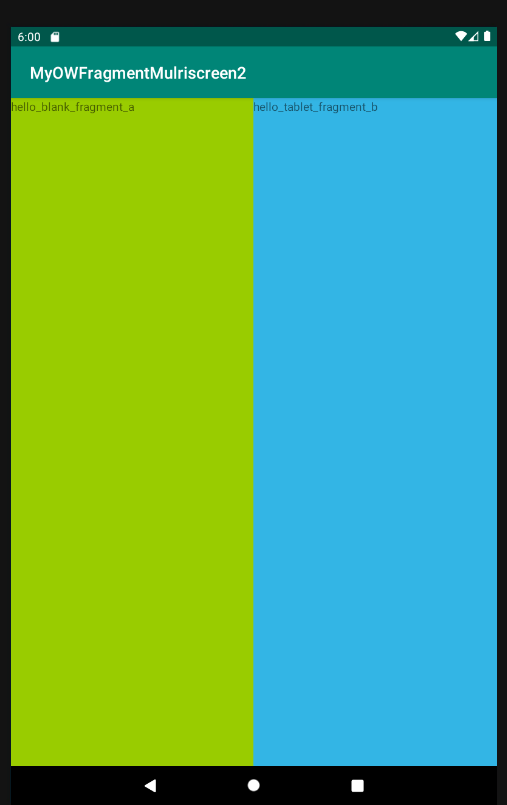 6:00
MyOWFragmentMulriscreen2
hello_blank_fragment_a
hello_tablet_fragment_b